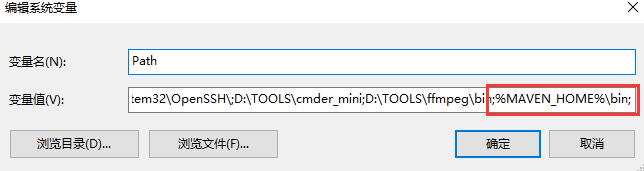 编辑系统变量
变量名(N):
Path
变量值(V):
tem32\OpenSSH\;D:\TOOLS\cmder_mini;D:\TOOLS\ffmpeg\bin;%MAVEN_HOME%\bin;
浏览目录(D)...
浏览文件(F)...
确定
取消